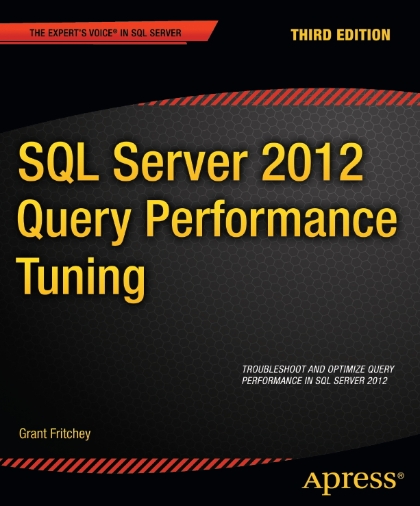 THE EXPERT'S VOICE® IN SQL SERVER
THIRD EDITION
SQL Server 2012
Query Performance
Tuning
TROUBLESHOOT AND OPTIMIZE QUERY
PERFORMANCE IN SQL SERVER 2012
Grant Fritchey
Apress®